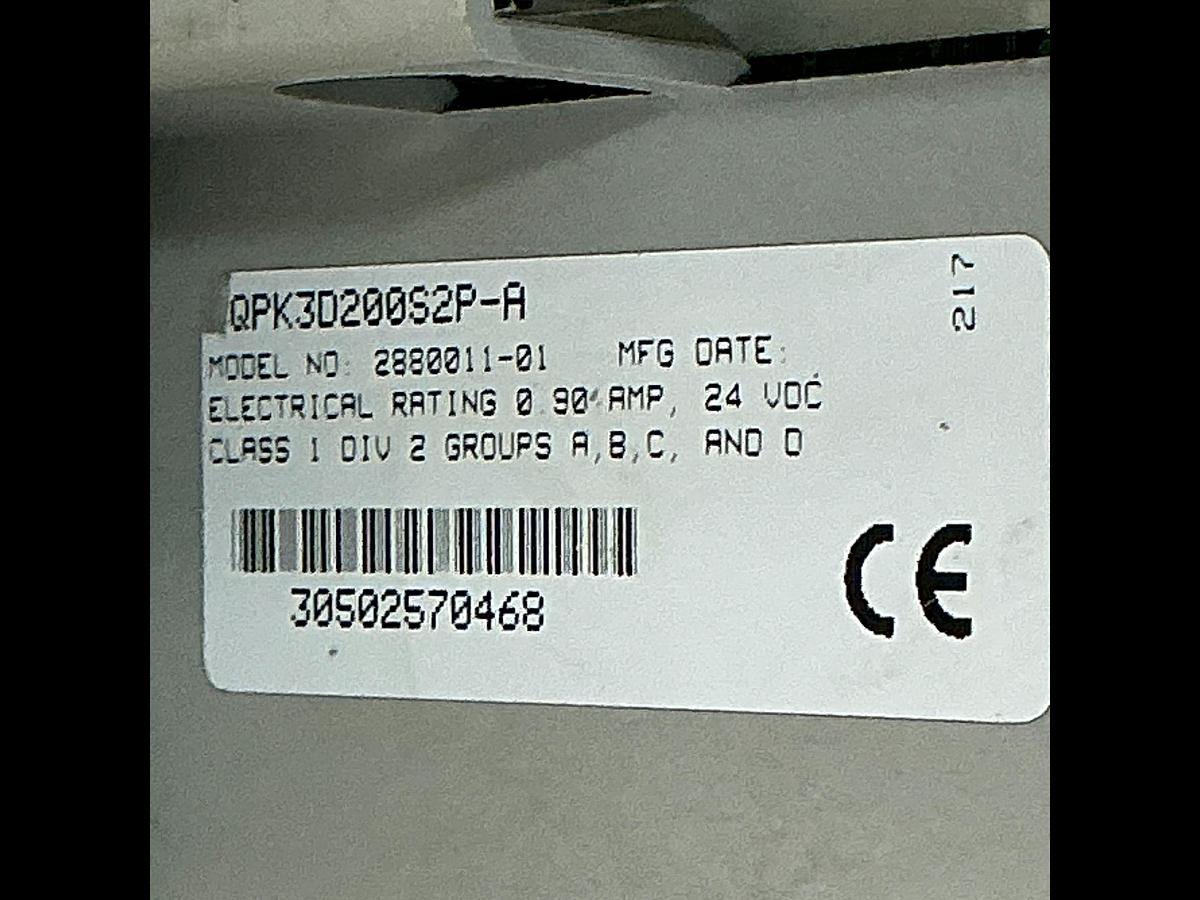 QPK3D200S2P-A
217
MODEL NO: 2880011-01 MFG DATE:
ELECTRICAL RATING 0.90 AMP, 24 VDC
CLASS 1 DIV 2 GROUPS A,B,C, AND D
30502570468
CE